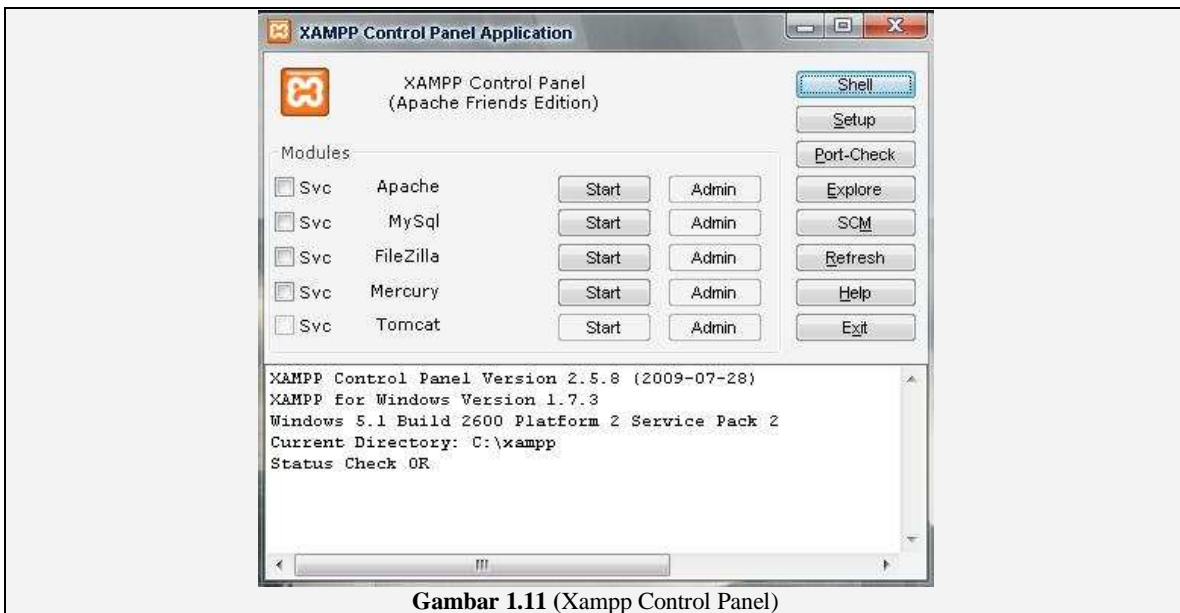 XAMPP Control Panel Application
XAMPP Control Panel
(Apache Friends Edition)
Shell
Setup
Modules
Port-Check
Svc Apache Start Admin
Explore
Svc MySql Start Admin
SCM
Svc FileZilla Start Admin
Refresh
Svc Mercury Start Admin
Help
Svc Tomcat Start Admin
Exit
XAMPP Control Panel Version 2.5.8 (2009-07-28)
XAMPP for Windows Version 1.7.3
Windows 5.1 Build 2600 Platform 2 Service Pack 2
Current Directory: C:\xampp
Status Check OK
Gambar 1.11 (Xampp Control Panel)